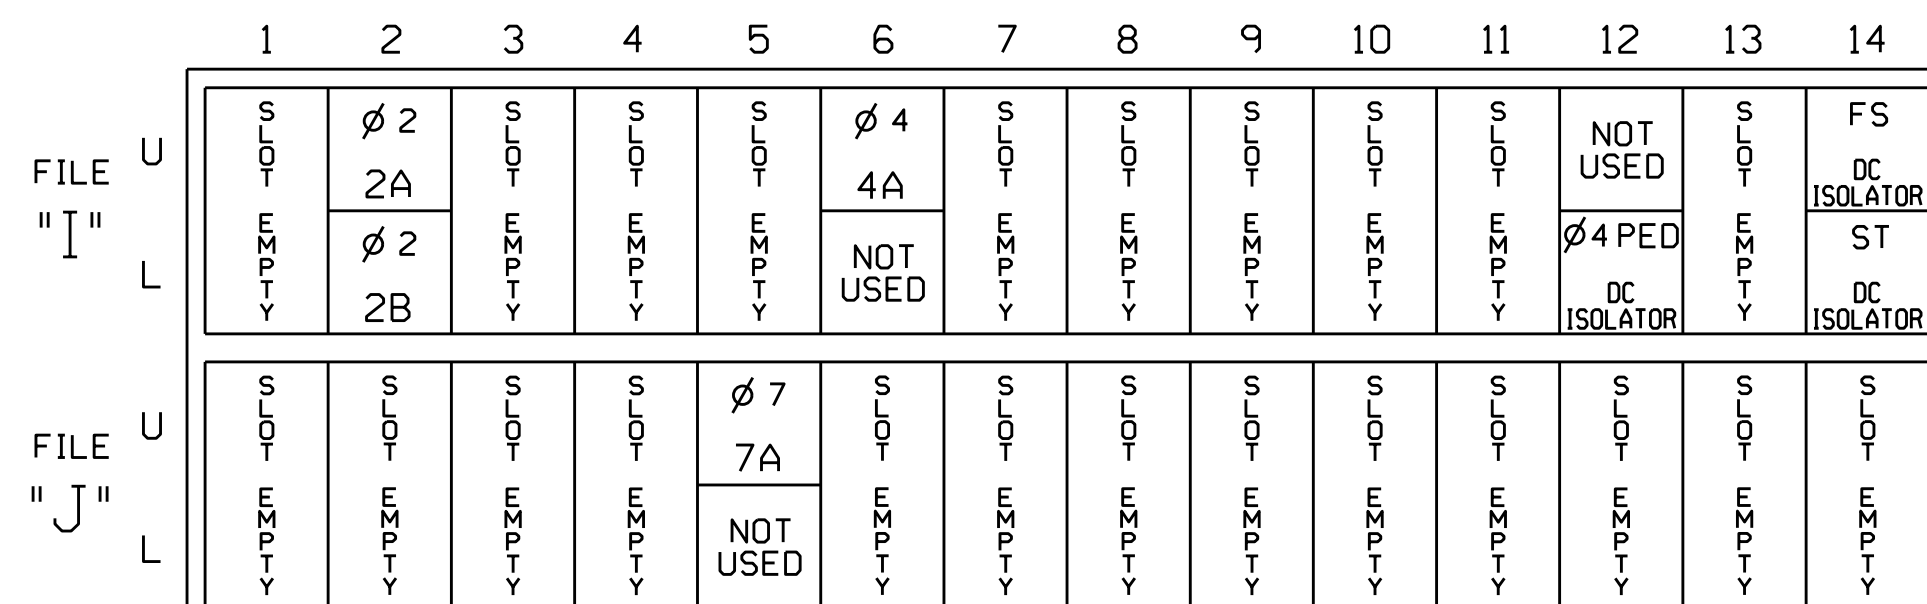 1 2 3 4 5 6 7 8 9 10 11 12 13 14
FILE "I"
U
L
SLOT EMPTY
Ø 2
2A
Ø 2
2B
SLOT EMPTY
SLOT EMPTY
SLOT EMPTY
Ø 4
4A
NOT
USED
SLOT EMPTY
SLOT EMPTY
SLOT EMPTY
SLOT EMPTY
SLOT EMPTY
NOT
USED
Ø 4 PED
DC
ISOLATOR
SLOT EMPTY
FS
DC
ISOLATOR
ST
DC
ISOLATOR
FILE "J"
U
L
SLOT EMPTY
SLOT EMPTY
SLOT EMPTY
SLOT EMPTY
Ø 7
7A
NOT
USED
SLOT EMPTY
SLOT EMPTY
SLOT EMPTY
SLOT EMPTY
SLOT EMPTY
SLOT EMPTY
SLOT EMPTY
SLOT EMPTY
SLOT EMPTY